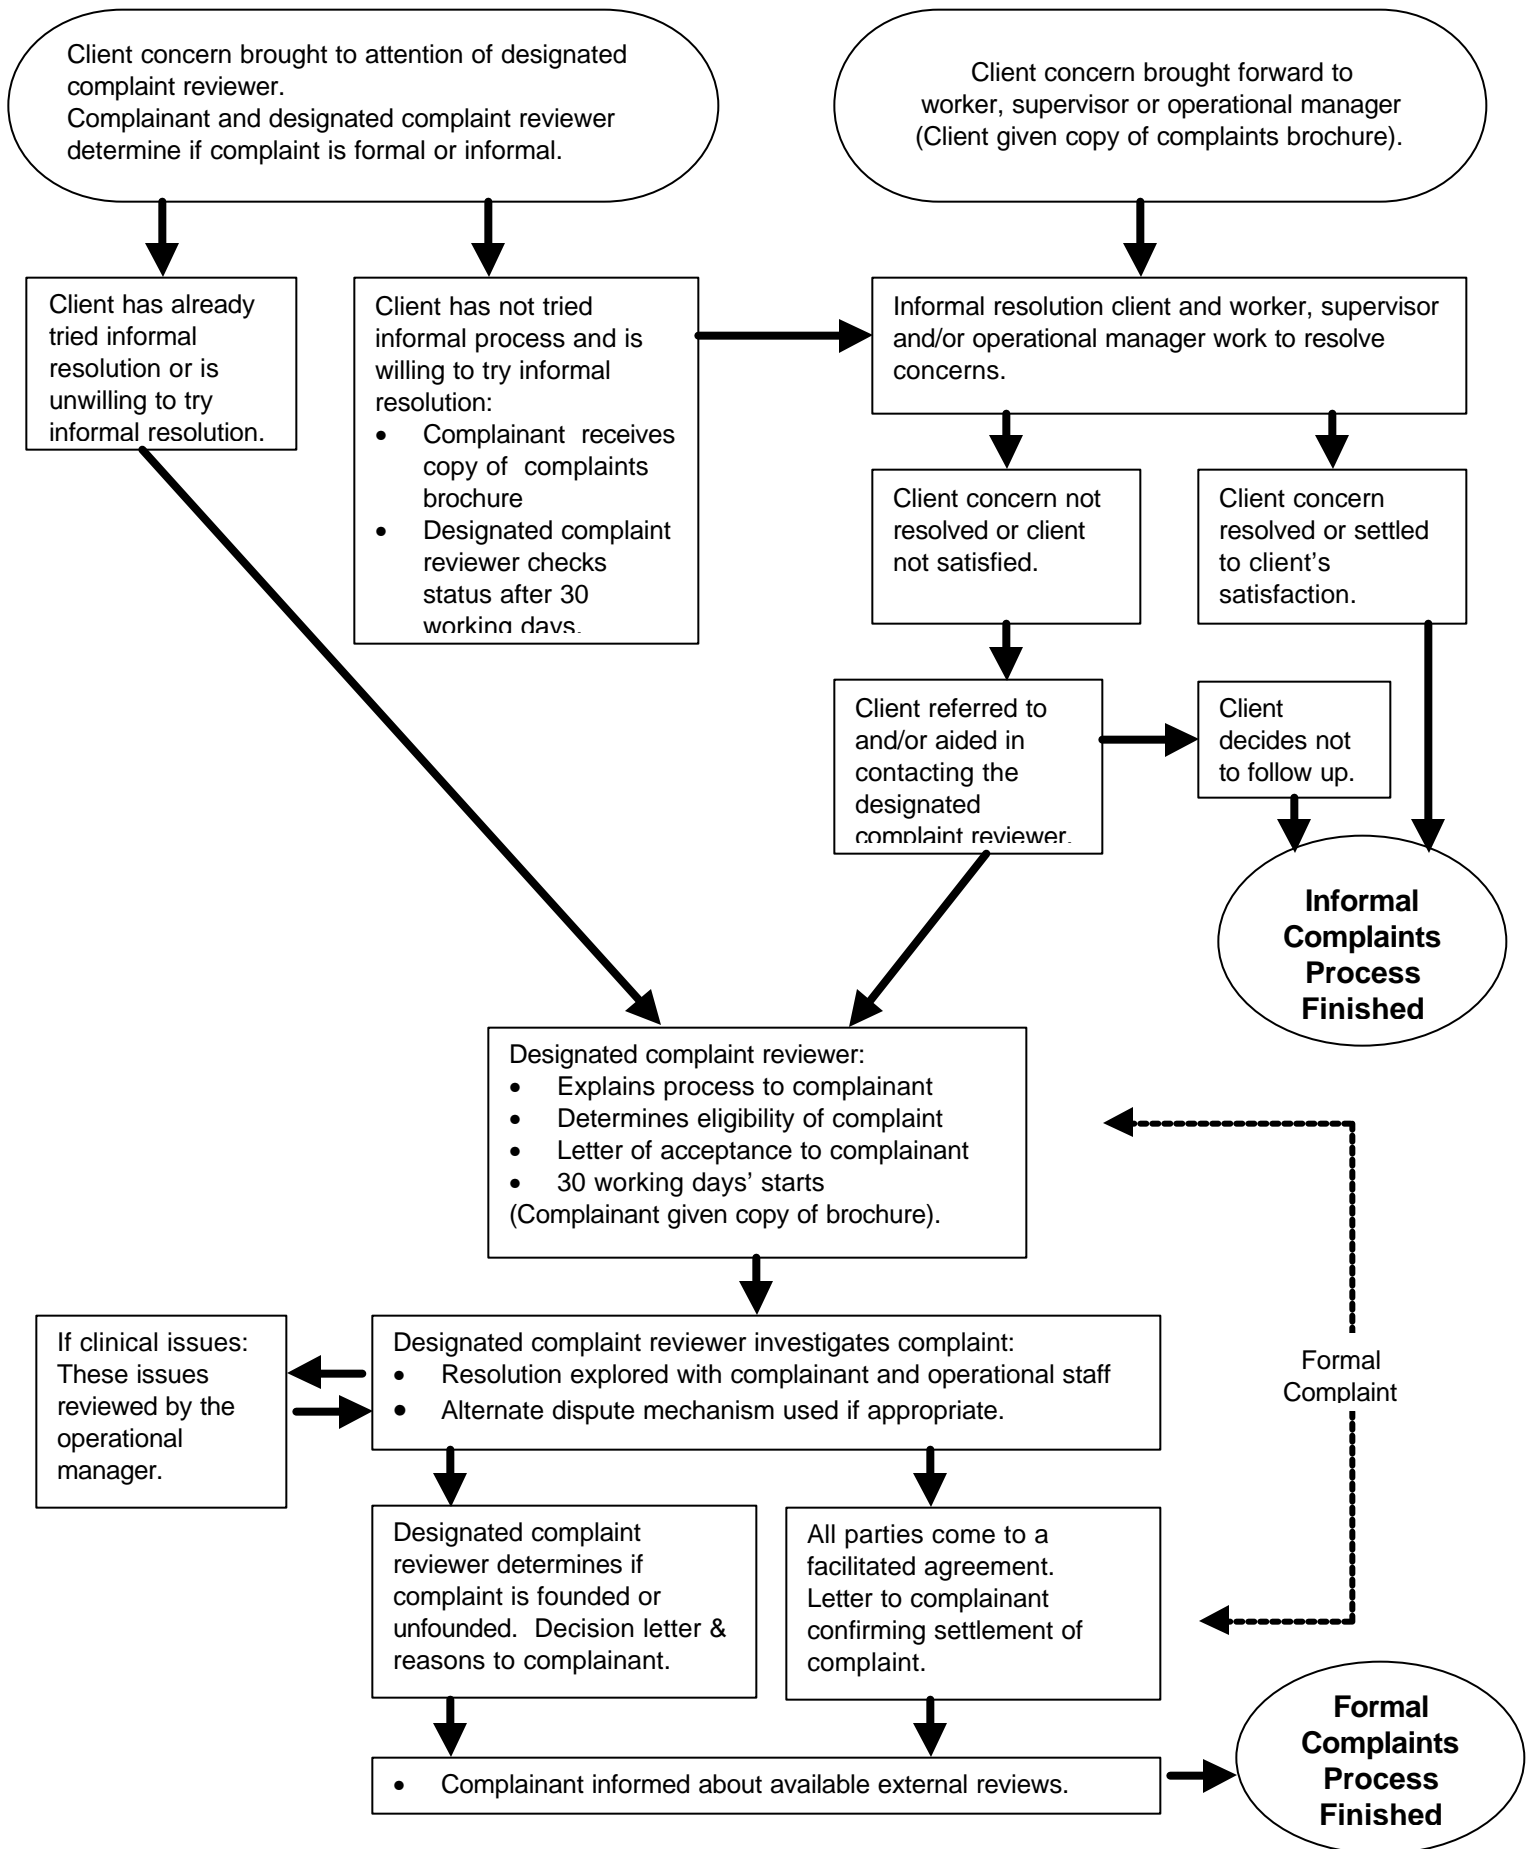 Client concern brought to attention of designated
complaint reviewer.
Complainant and designated complaint reviewer
determine if complaint is formal or informal.
Client concern brought forward to
worker, supervisor or operational manager
(Client given copy of complaints brochure).
Client has already
tried informal
resolution or is
unwilling to try
informal resolution.
Client has not tried
informal process and is
willing to try informal
resolution:
• Complainant receives
copy of complaints
brochure
• Designated complaint
reviewer checks
status after 30
working days.
Informal resolution client and worker, supervisor
and/or operational manager work to resolve
concerns.
Client concern not
resolved or client
not satisfied.
Client concern
resolved or settled
to client’s
satisfaction.
Client referred to
and/or aided in
contacting the
designated
complaint reviewer.
Client
decides not
to follow up.
Informal
Complaints
Process
Finished
Designated complaint reviewer:
• Explains process to complainant
• Determines eligibility of complaint
• Letter of acceptance to complainant
• 30 working days’ starts
(Complainant given copy of brochure).
If clinical issues:
These issues
reviewed by the
operational
manager.
Designated complaint reviewer investigates complaint:
• Resolution explored with complainant and operational staff
• Alternate dispute mechanism used if appropriate.
Formal
Complaint
Designated complaint
reviewer determines if
complaint is founded or
unfounded. Decision letter &
reasons to complainant.
All parties come to a
facilitated agreement.
Letter to complainant
confirming settlement of
complaint.
• Complainant informed about available external reviews.
Formal
Complaints
Process
Finished